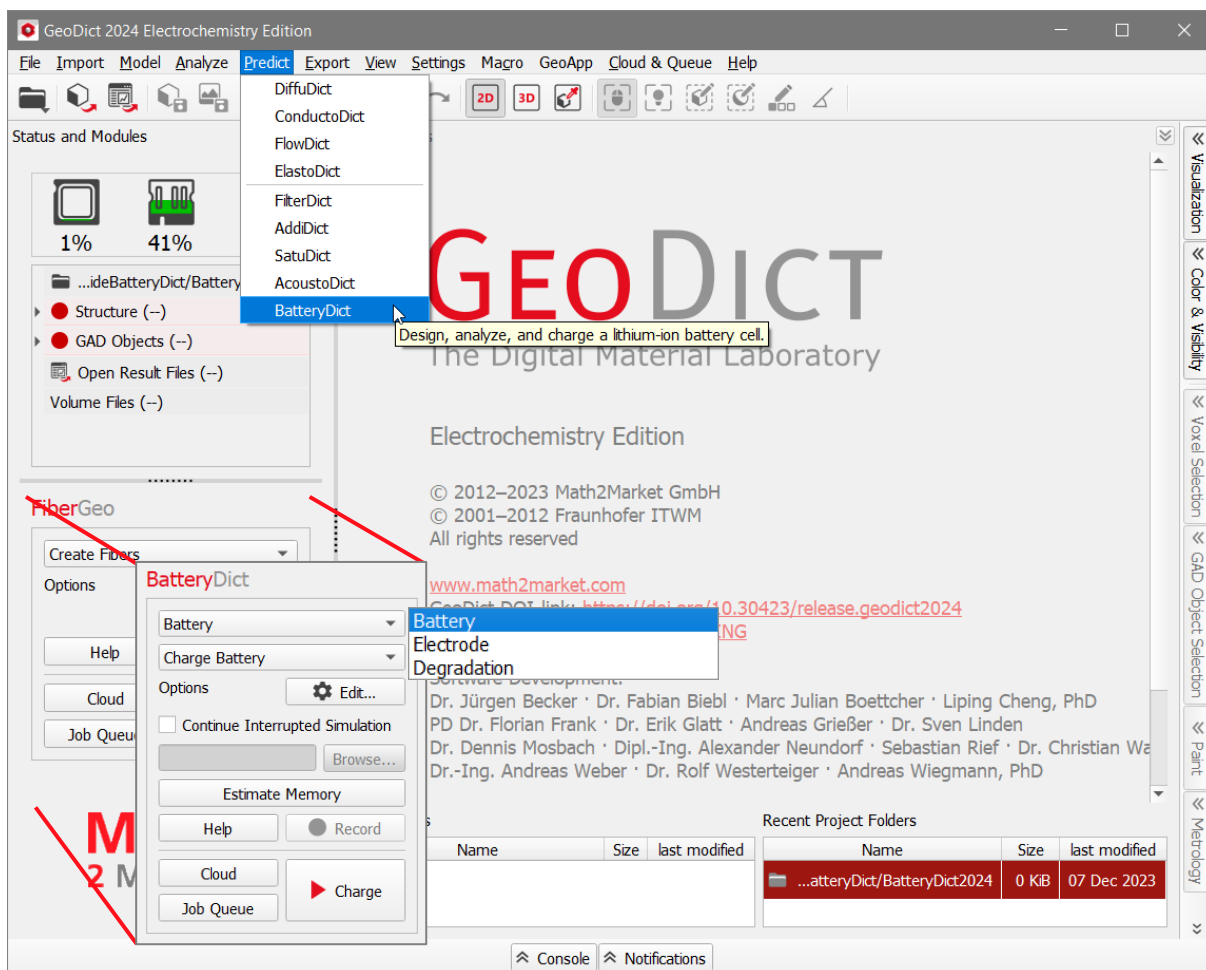 GeoDict 2024 Electrochemistry Edition
File Import Model Analyze Predict Export View Settings Macro GeoApp Cloud & Queue Help
DiffuDict
ConductoDict
FlowDict
ElastoDict
FilterDict
AddiDict
SatuDict
AcoustoDict
BatteryDict
Design, analyze, and charge a lithium-ion battery cell.
2D 3D
Status and Modules
1% 41%
...ideBatteryDict/Battery
Structure (--)
GAD Objects (--)
Open Result Files (--)
Volume Files (--)
GEODICT
The Digital Material Laboratory
Electrochemistry Edition
© 2012–2023 Math2Market GmbH
© 2001–2012 Fraunhofer ITWM
All rights reserved
www.math2market.com
GeoDict DOI link: https://doi.org/10.30423/release.geodict2024
Software Development:
Dr. Jürgen Becker · Dr. Fabian Biebl · Marc Julian Boettcher · Liping Cheng, PhD
PD Dr. Florian Frank · Dr. Erik Glatt · Andreas Grießer · Dr. Sven Linden
Dr. Dennis Mosbach · Dipl.-Ing. Alexander Neundorf · Sebastian Rief · Dr. Christian Wa
Dr.-Ing. Andreas Weber · Dr. Rolf Westerteiger · Andreas Wiegmann, PhD
FiberGeo
Create Fibers
Options
Help
Cloud
Job Queu
M
2 M
BatteryDict
Battery
Charge Battery
Options Edit...
Continue Interrupted Simulation
Browse...
Estimate Memory
Help Record
Cloud
Job Queue
Charge
Battery
Electrode
Degradation
Name Size last modified
Recent Project Folders
Name Size last modified
...atteryDict/BatteryDict2024 0 KiB 07 Dec 2023
Console Notifications
Visualization
Color & Visibility
Voxel Selection
GAD Object Selection
Paint
Metrology